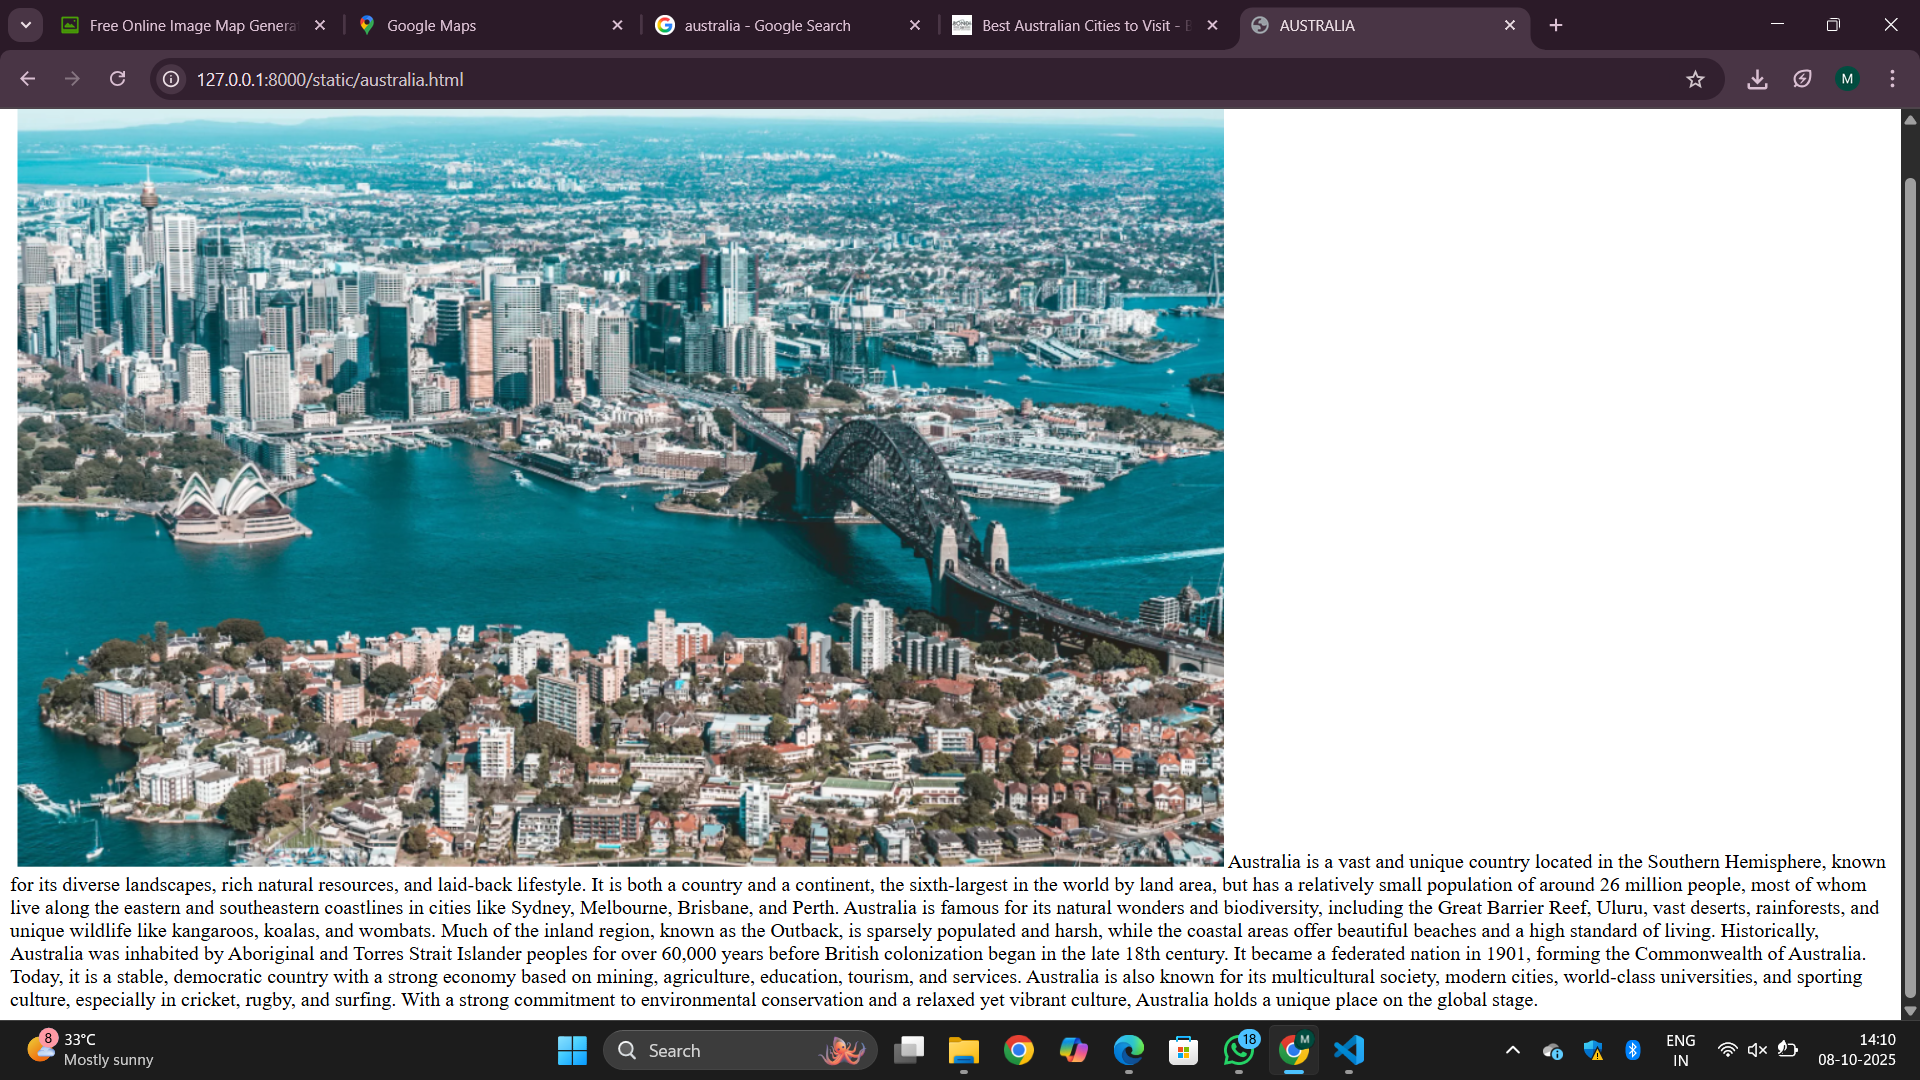 Free Online Image Map Genera
Google Maps
australia - Google Search
Best Australian Cities to Visit - B
AUSTRALIA
127.0.0.1:8000/static/australia.html
M
Australia is a vast and unique country located in the Southern Hemisphere, known
for its diverse landscapes, rich natural resources, and laid-back lifestyle. It is both a country and a continent, the sixth-largest in the world by land area, but has a relatively small population of around 26 million people, most of whom
live along the eastern and southeastern coastlines in cities like Sydney, Melbourne, Brisbane, and Perth. Australia is famous for its natural wonders and biodiversity, including the Great Barrier Reef, Uluru, vast deserts, rainforests, and
unique wildlife like kangaroos, koalas, and wombats. Much of the inland region, known as the Outback, is sparsely populated and harsh, while the coastal areas offer beautiful beaches and a high standard of living. Historically,
Australia was inhabited by Aboriginal and Torres Strait Islander peoples for over 60,000 years before British colonization began in the late 18th century. It became a federated nation in 1901, forming the Commonwealth of Australia.
Today, it is a stable, democratic country with a strong economy based on mining, agriculture, education, tourism, and services. Australia is also known for its multicultural society, modern cities, world-class universities, and sporting
culture, especially in cricket, rugby, and surfing. With a strong commitment to environmental conservation and a relaxed yet vibrant culture, Australia holds a unique place on the global stage.
8
33°C
Mostly sunny
Search
18
M
ENG
IN
14:10
08-10-2025